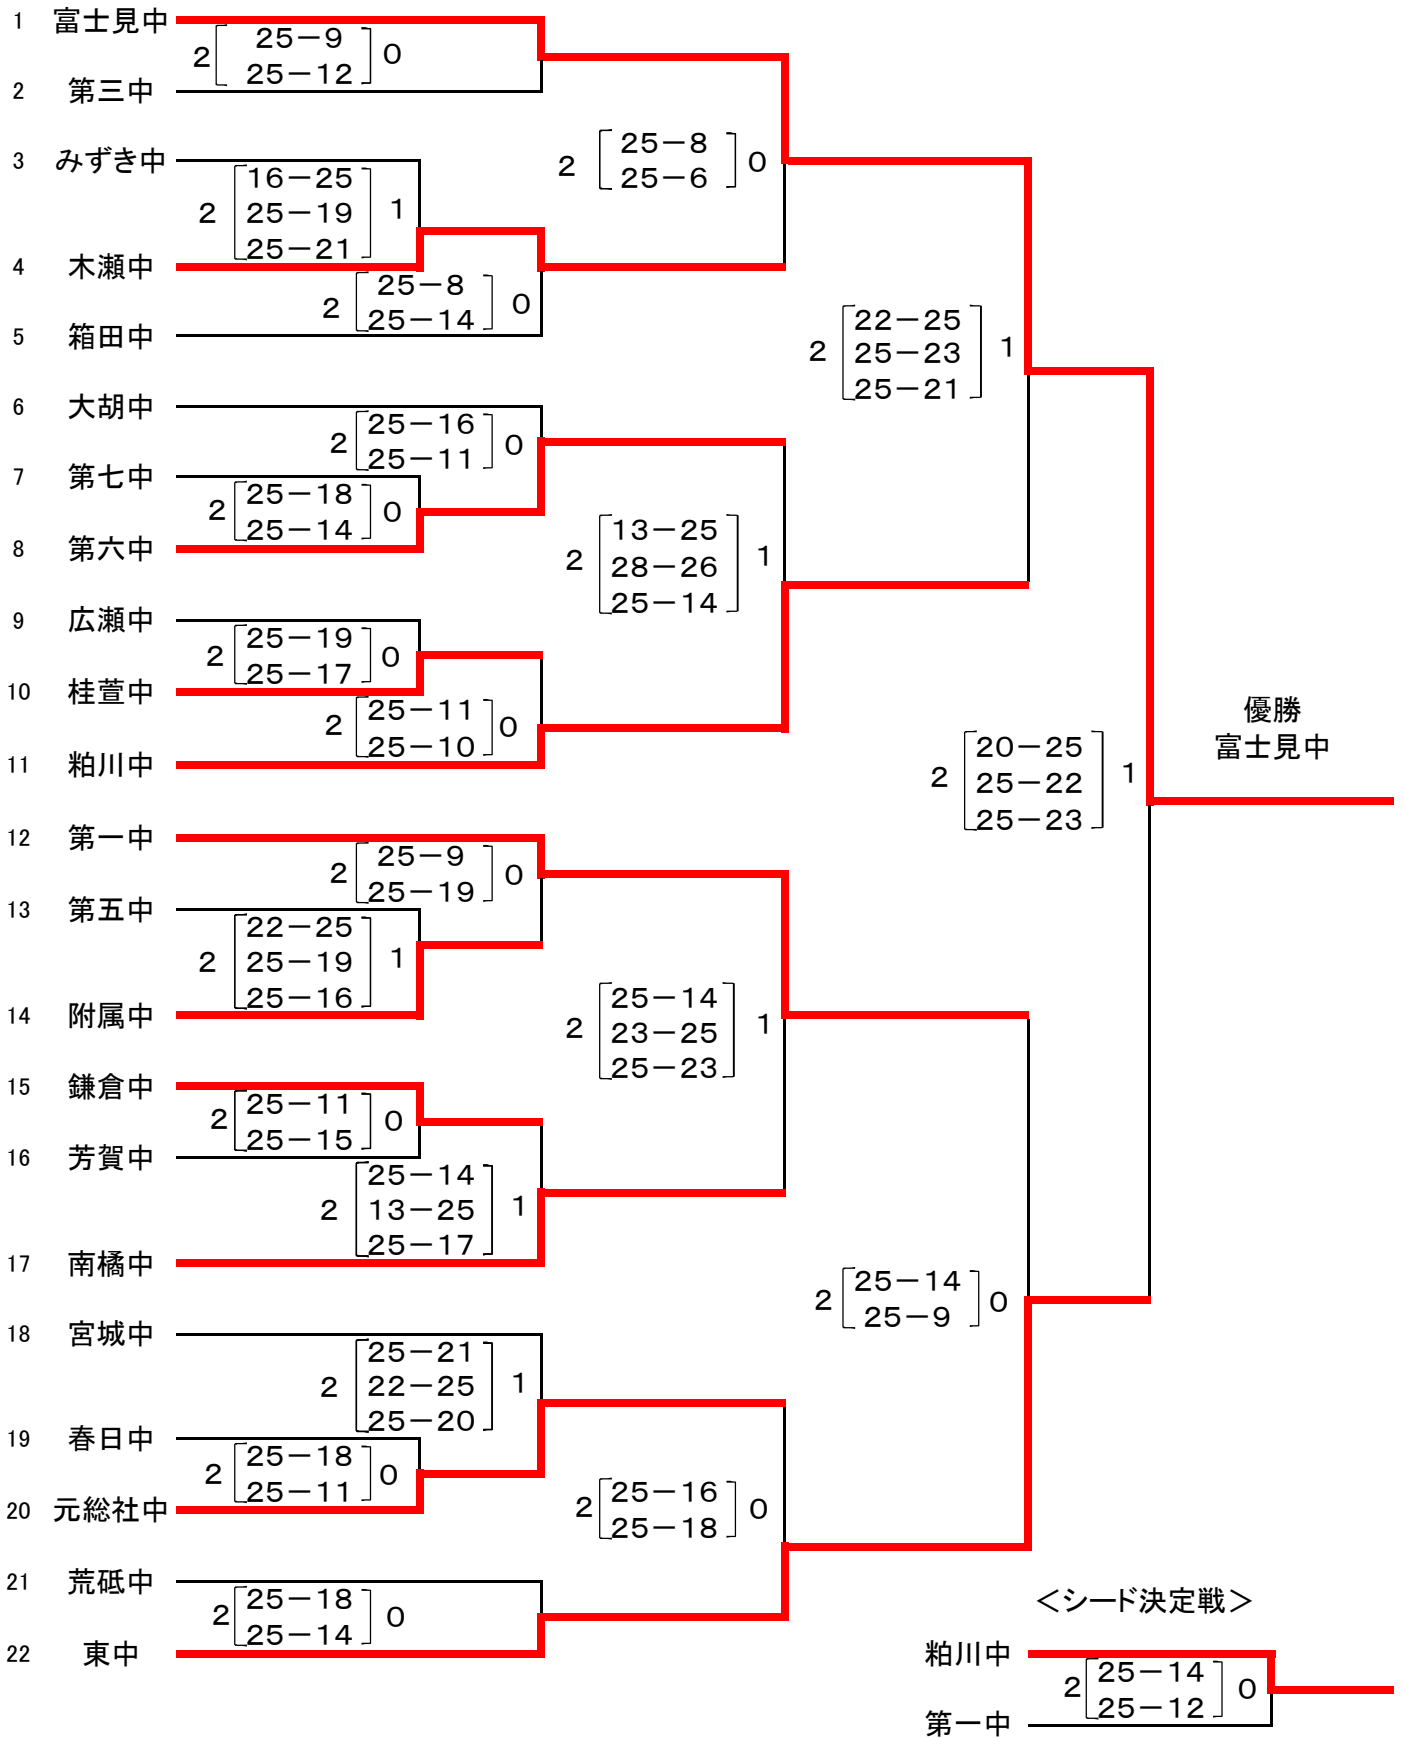 1 富士見中
2 [ 25－9 ] 0
25－12
2 第三中
3 みずき中
2 [ 16－25 ] 1
25－19
25－21
4 木瀬中
2 [ 25－8 ] 0
25－14
5 箱田中
2 [ 25－8 ] 0
25－6
6 大胡中
2 [ 25－16 ] 0
25－11
7 第七中
2 [ 25－18 ] 0
25－14
8 第六中
2 [ 22－25 ] 1
25－23
25－21
2 [ 13－25 ] 1
28－26
25－14
9 広瀬中
2 [ 25－19 ] 0
25－17
10 桂萱中
2 [ 25－11 ] 0
25－10
11 粕川中
優勝
富士見中
2 [ 20－25 ] 1
25－22
25－23
12 第一中
2 [ 25－9 ] 0
25－19
13 第五中
2 [ 22－25 ] 1
25－19
25－16
14 附属中
2 [ 25－14 ] 1
23－25
25－23
15 鎌倉中
2 [ 25－11 ] 0
25－15
16 芳賀中
2 [ 25－14 ] 1
13－25
25－17
17 南橘中
2 [ 25－14 ] 0
25－9
18 宮城中
2 [ 25－21 ] 1
22－25
25－20
19 春日中
2 [ 25－18 ] 0
25－11
20 元総社中
2 [ 25－16 ] 0
25－18
21 荒砥中
2 [ 25－18 ] 0
25－14
22 東中
＜シード決定戦＞
粕川中
2 [ 25－14 ] 0
25－12
第一中